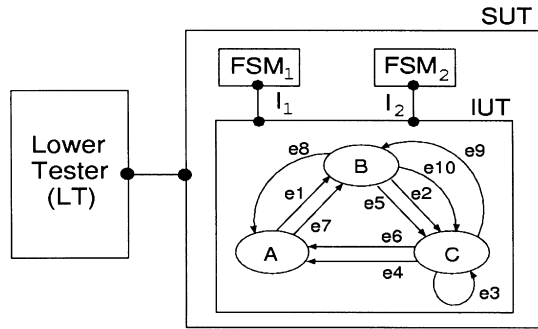 SUT
FSM₁
FSM₂
I₁
I₂
IUT
Lower
Tester
(LT)
e8
B
e9
e10
e1
e2
e7
e5
A
e6
C
e4
e3